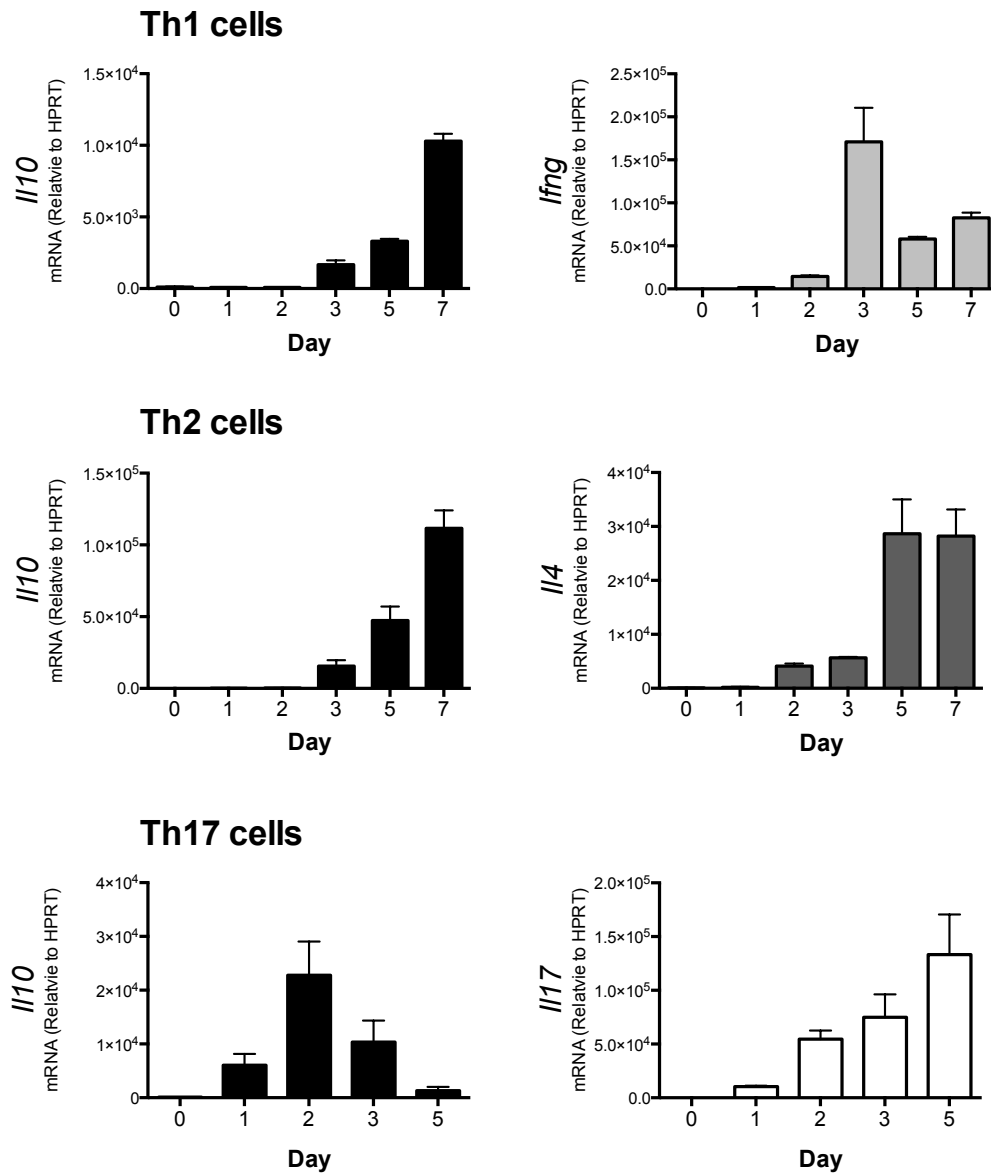 Th1 cells
Il10
mRNA (Relatvie to HPRT)
1.5×10⁴
1.0×10⁴
5.0×10³
0.0
0 1 2 3 5 7
Day
Ifng
mRNA (Relatvie to HPRT)
2.5×10⁵
2.0×10⁵
1.5×10⁵
1.0×10⁵
5.0×10⁴
0.0
0 1 2 3 5 7
Day
Th2 cells
Il10
mRNA (Relatvie to HPRT)
1.5×10⁵
1.0×10⁵
5.0×10⁴
0.0
0 1 2 3 5 7
Day
Il4
mRNA (Relatvie to HPRT)
4×10⁴
3×10⁴
2×10⁴
1×10⁴
0
0 1 2 3 5 7
Day
Th17 cells
Il10
mRNA (Relatvie to HPRT)
4×10⁴
3×10⁴
2×10⁴
1×10⁴
0
0 1 2 3 5
Day
Il17
mRNA (Relatvie to HPRT)
2.0×10⁵
1.5×10⁵
1.0×10⁵
5.0×10⁴
0.0
0 1 2 3 5
Day